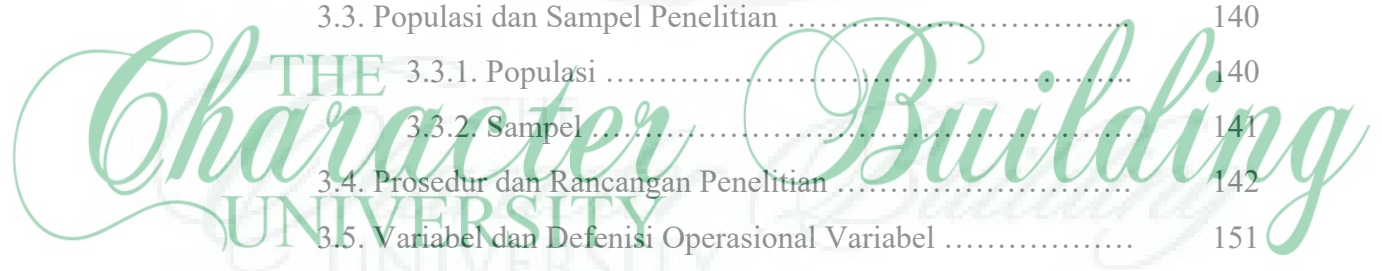 3.3. Populasi dan Sampel Penelitian ………………………….. 140
THE
3.3.1. Populasi ………………………………………….. 140
Character Building
3.3.2. Sampel …………………………………………… 141
3.4. Prosedur dan Rancangan Penelitian ………………………. 142
UNIVERSITY
3.5. Variabel dan Defenisi Operasional Variabel ……………… 151